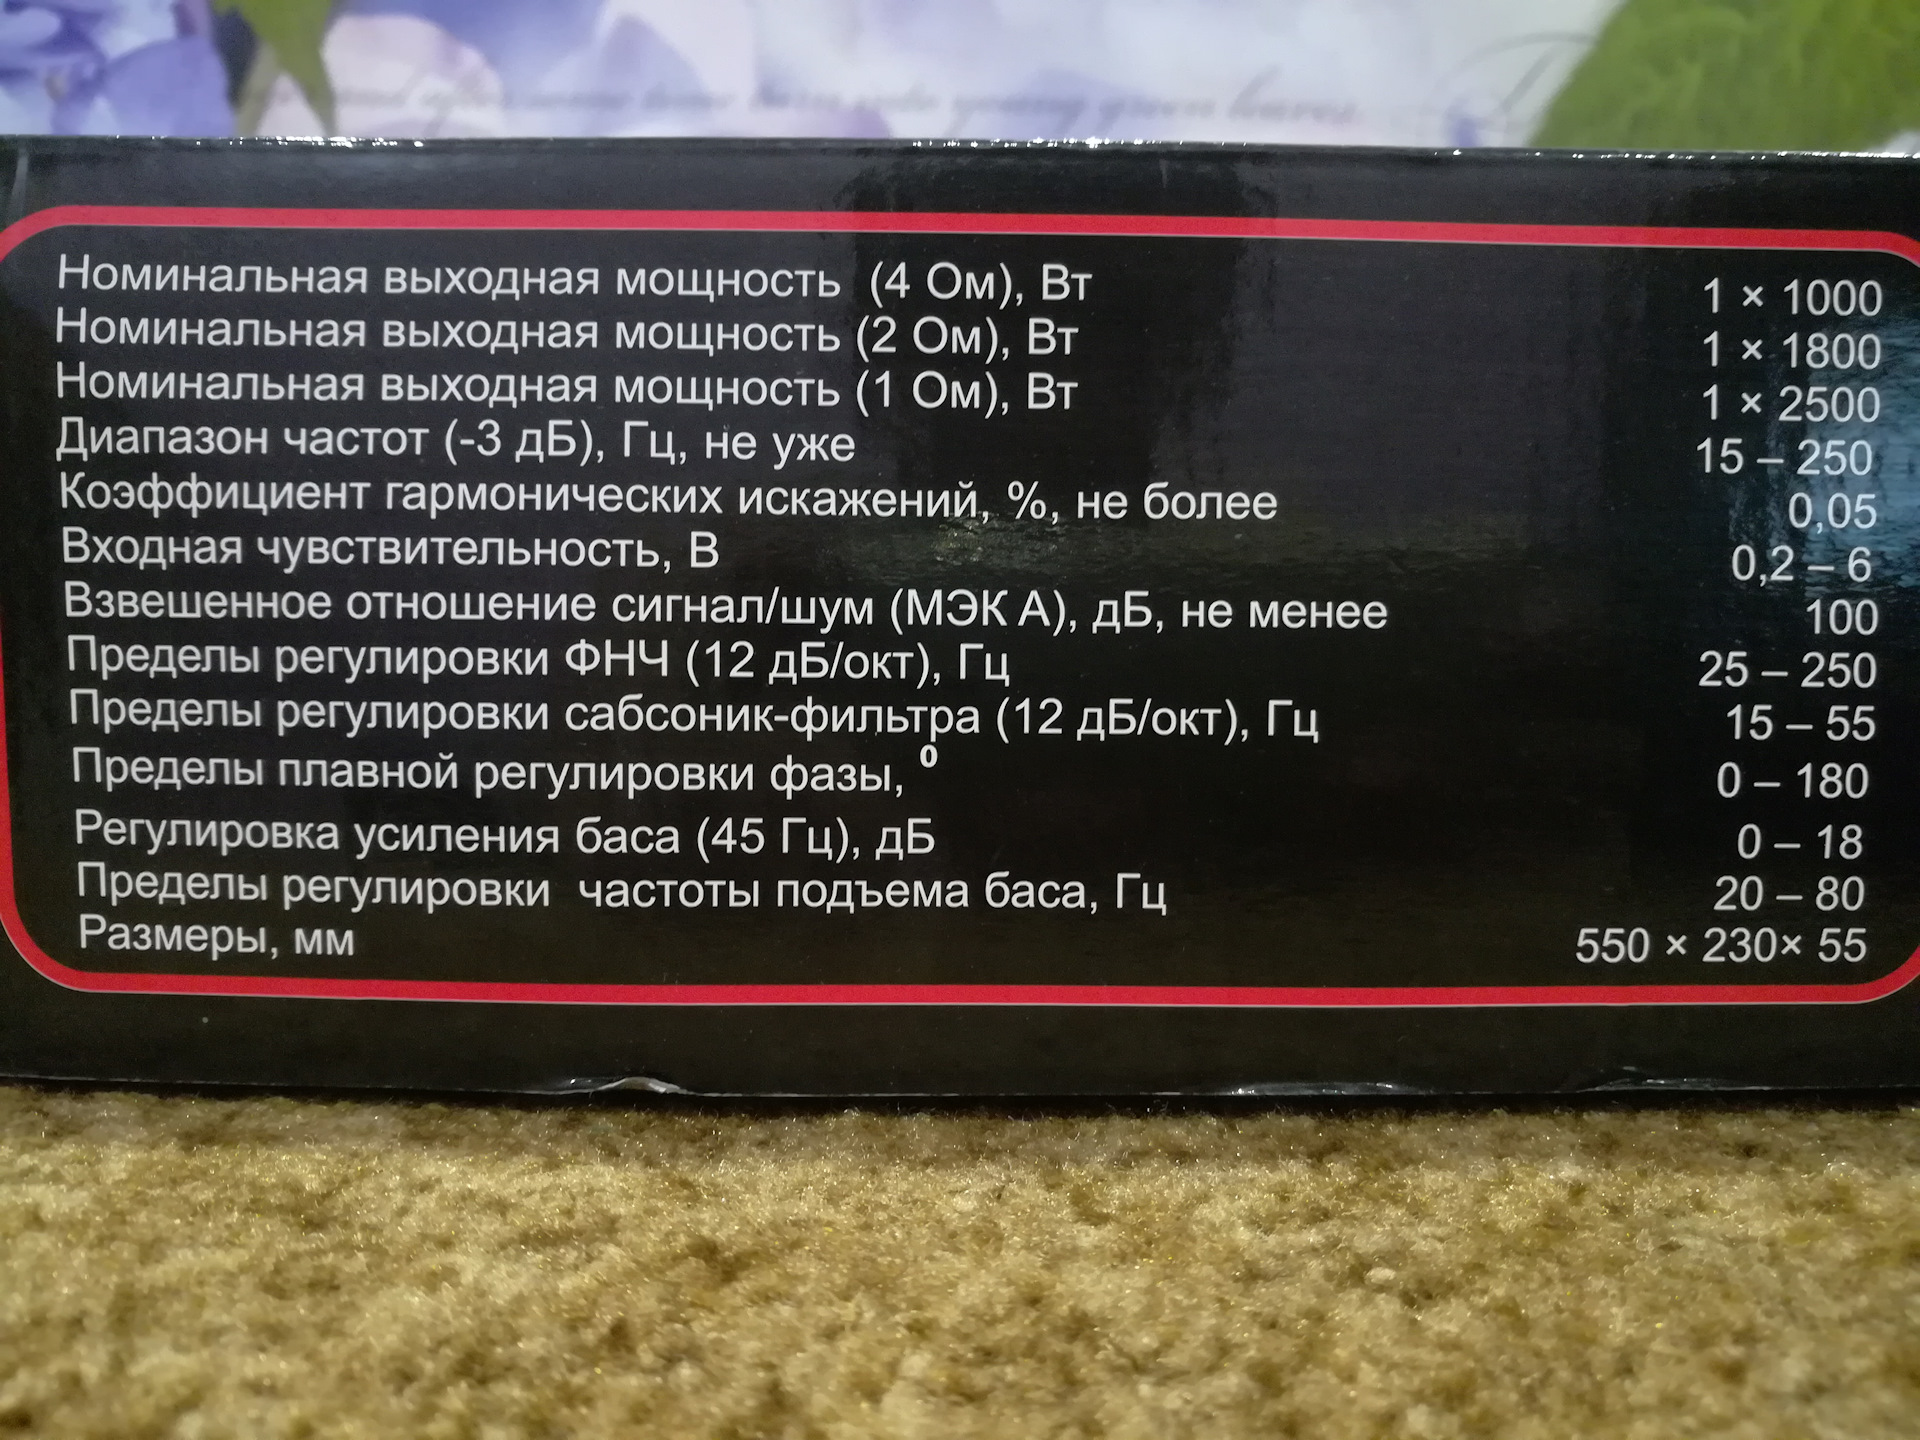 Номинальная выходная мощность (4 Ом), Вт 1 × 1000
Номинальная выходная мощность (2 Ом), Вт 1 × 1800
Номинальная выходная мощность (1 Ом), Вт 1 × 2500
Диапазон частот (-3 дБ), Гц, не уже 15 – 250
Коэффициент гармонических искажений, %, не более 0,05
Входная чувствительность, В 0,2 – 6
Взвешенное отношение сигнал/шум (МЭК А), дБ, не менее 100
Пределы регулировки ФНЧ (12 дБ/окт), Гц 25 – 250
Пределы регулировки сабсоник-фильтра (12 дБ/окт), Гц 15 – 55
Пределы плавной регулировки фазы, ⁰ 0 – 180
Регулировка усиления баса (45 Гц), дБ 0 – 18
Пределы регулировки частоты подъема баса, Гц 20 – 80
Размеры, мм 550 × 230× 55